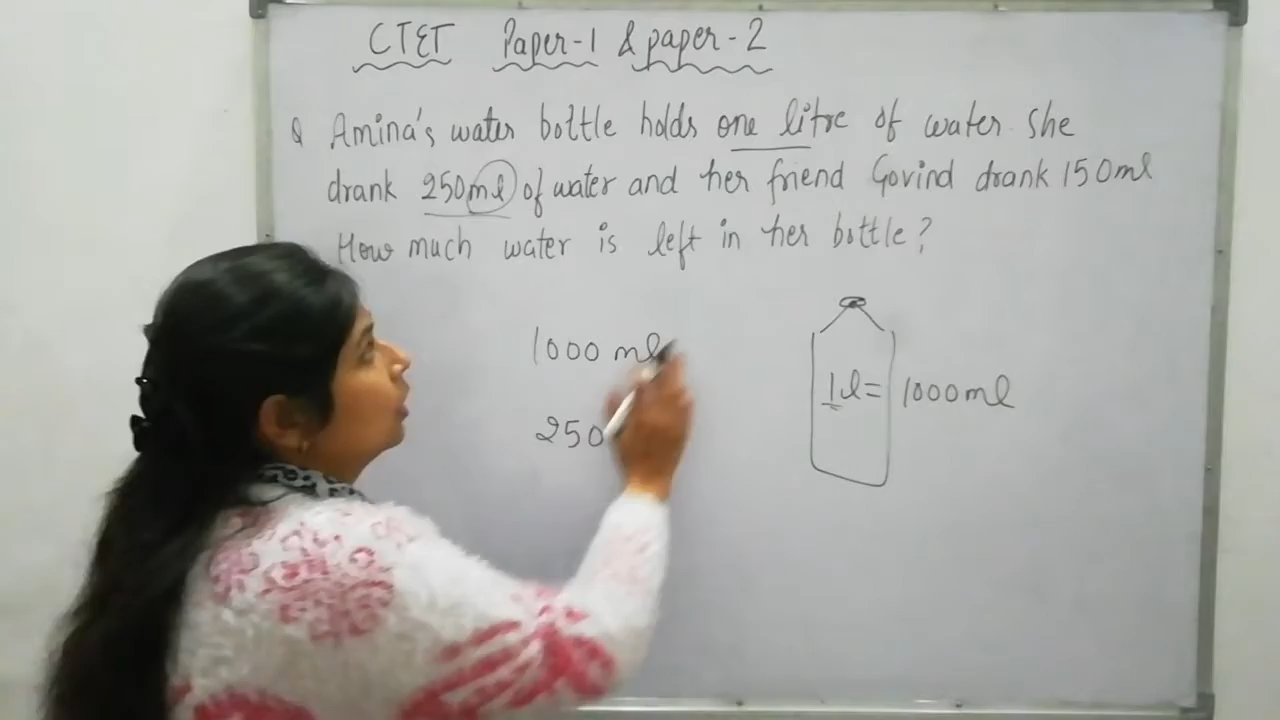 CTET Paper-1 & paper-2
Q Amina's water bottle holds one litre of water. She
drank 250ml of water and her friend Govind drank 150ml
How much water is left in her bottle?
1000 ml
250
1l = 1000ml